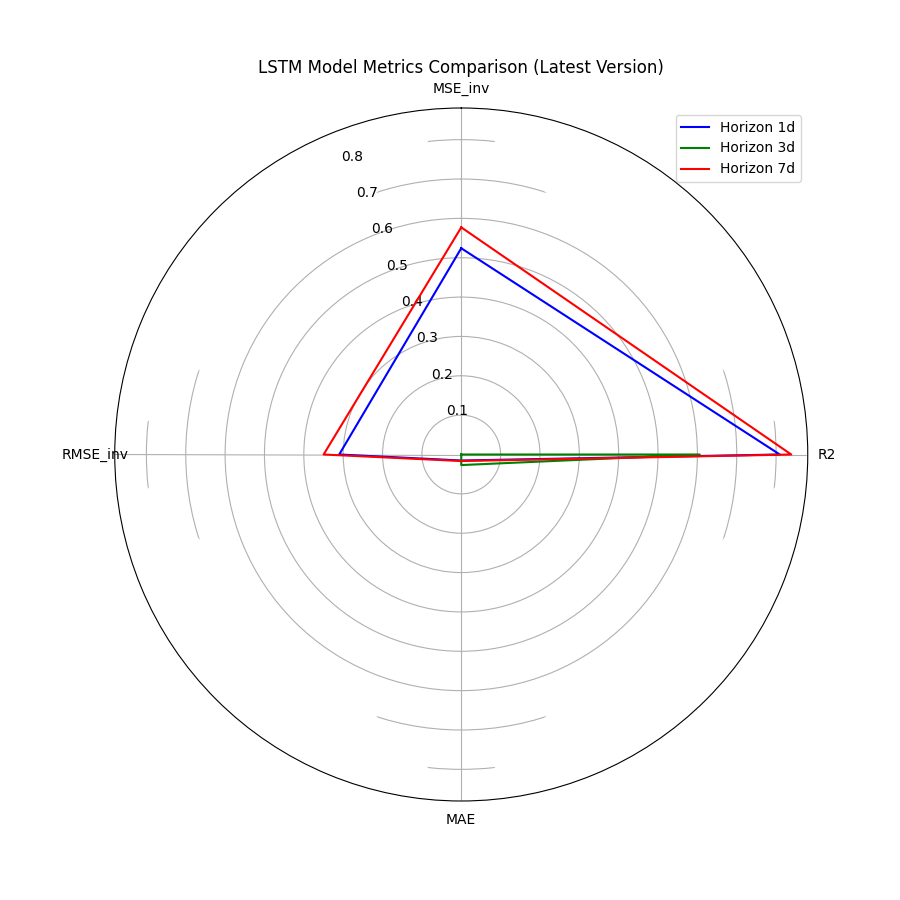 LSTM Model Metrics Comparison (Latest Version)
MSE_inv
Horizon 1d
Horizon 3d
Horizon 7d
0.8
0.7
0.6
0.5
0.4
0.3
0.2
0.1
RMSE_inv
R2
MAE